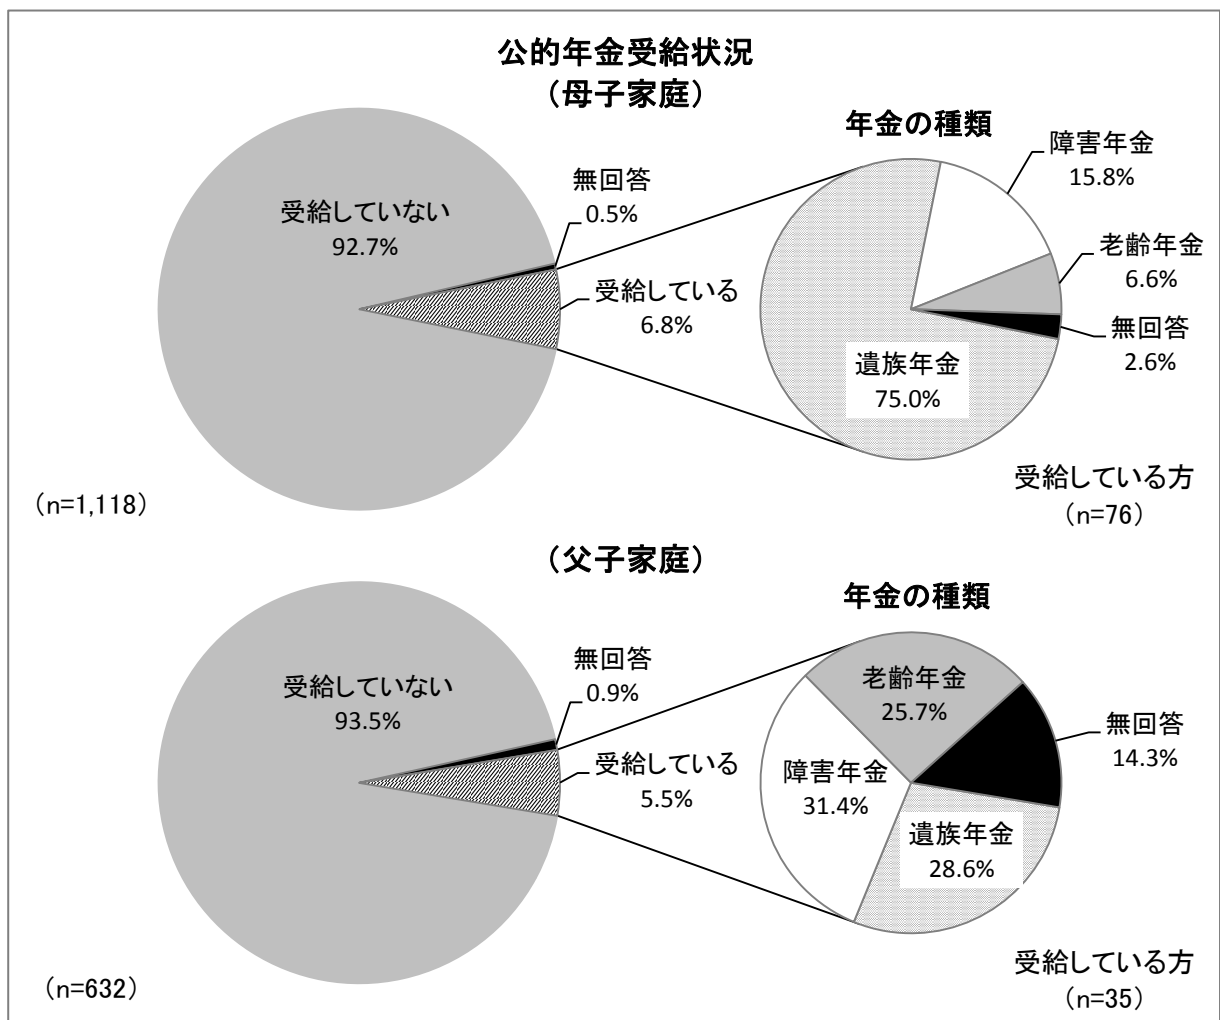 公的年金受給状況
（母子家庭）
年金の種類
受給していない
92.7%
無回答
0.5%
受給している
6.8%
障害年金
15.8%
老齢年金
6.6%
無回答
2.6%
遺族年金
75.0%
（n=1,118）
受給している方
（n=76）
（父子家庭）
年金の種類
受給していない
93.5%
無回答
0.9%
受給している
5.5%
老齢年金
25.7%
無回答
14.3%
障害年金
31.4%
遺族年金
28.6%
（n=632）
受給している方
（n=35）